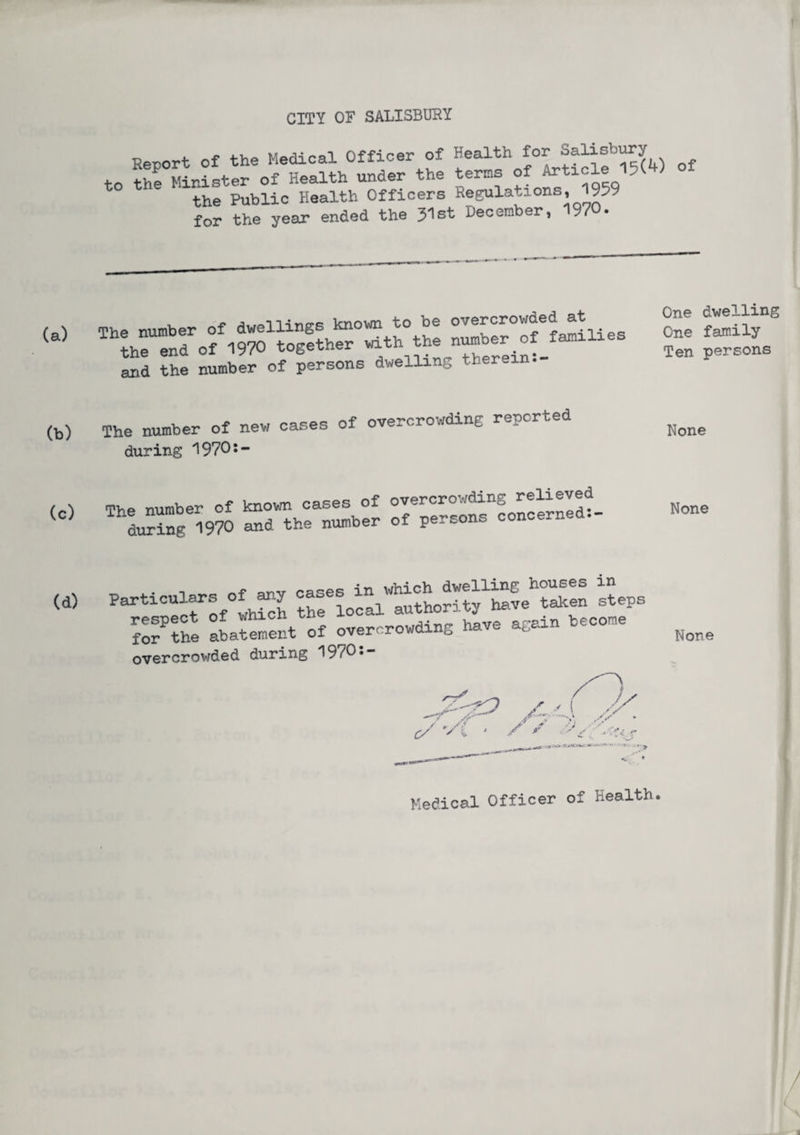 CITY OF SALISBURY
Report of the Medical Officer of Health for Salisbury
to the Minister of Health under the terms of Article 15(4) of
the Public Health Officers Regulations, 1959
for the year ended the 31st December, 1970.
(a) The number of dwellings known to be overcrowded at One dwelling
the end of 1970 together with the number of families One family
and the number of persons dwelling therein:- Ten persons
(b) The number of new cases of overcrowding reported None
during 1970:-
(c) The number of known cases of overcrowding relieved None
during 1970 and the number of persons concerned:-
(d) Particulars of any cases in which dwelling houses in
respect of which the local authority have taken steps
for the abatement of overcrowding have again become None
overcrowded during 1970:-
Medical Officer of Health.